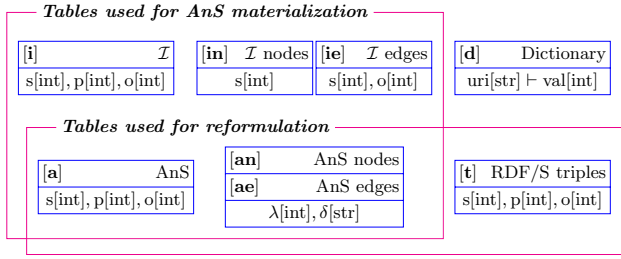 Tables used for AnS materialization
[i] ℐ
s[int], p[int], o[int]
[in] ℐ nodes
s[int]
[ie] ℐ edges
s[int], o[int]
[d] Dictionary
uri[str] ⊢ val[int]
Tables used for reformulation
[a] AnS
s[int], p[int], o[int]
[an] AnS nodes
[ae] AnS edges
λ[int], δ[str]
[t] RDF/S triples
s[int], p[int], o[int]